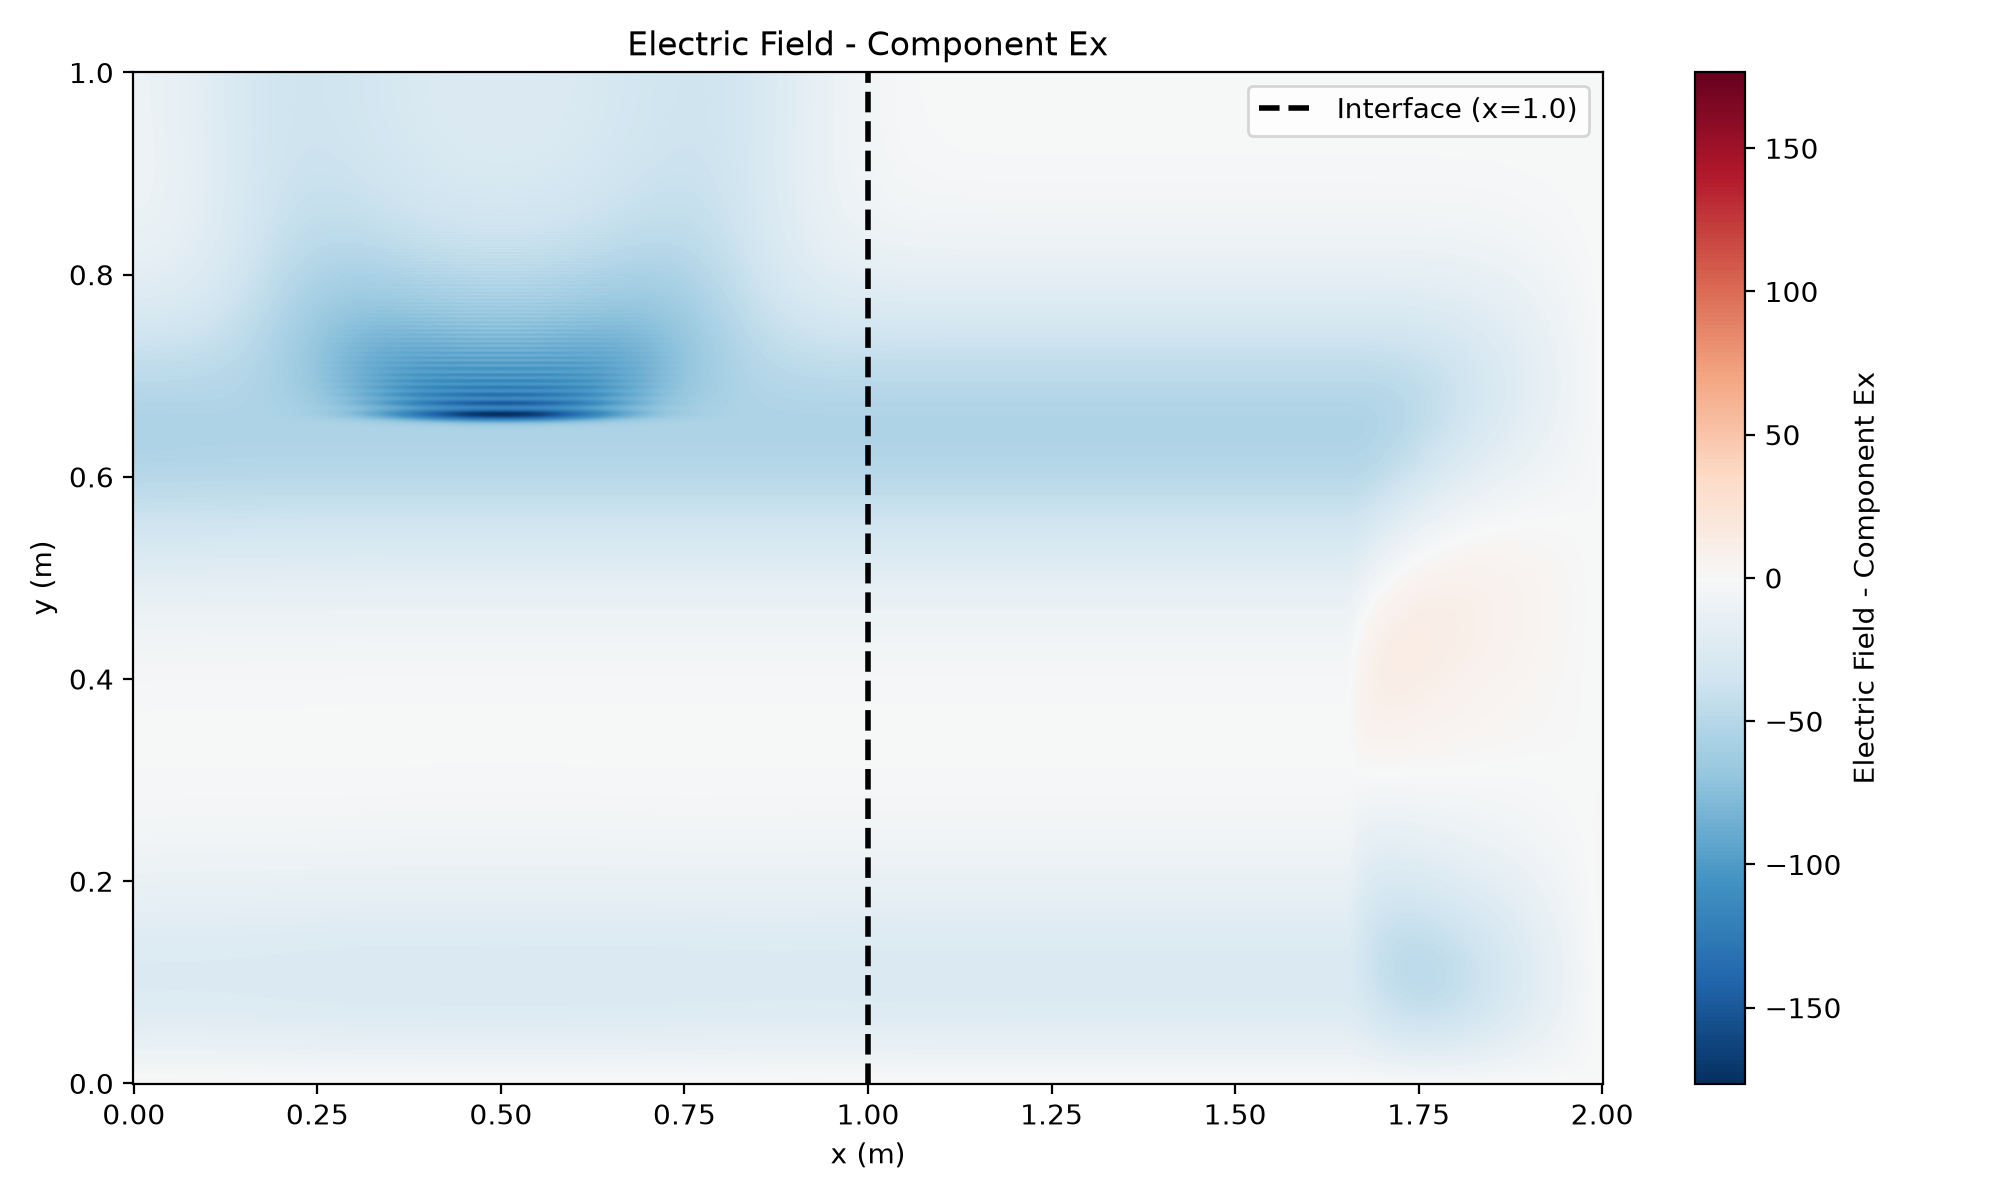 Electric Field - Component Ex
Interface (x=1.0)
1.0
0.8
0.6
0.4
0.2
0.0
y (m)
0.00 0.25 0.50 0.75 1.00 1.25 1.50 1.75 2.00
x (m)
150
100
50
0
−50
−100
−150
Electric Field - Component Ex